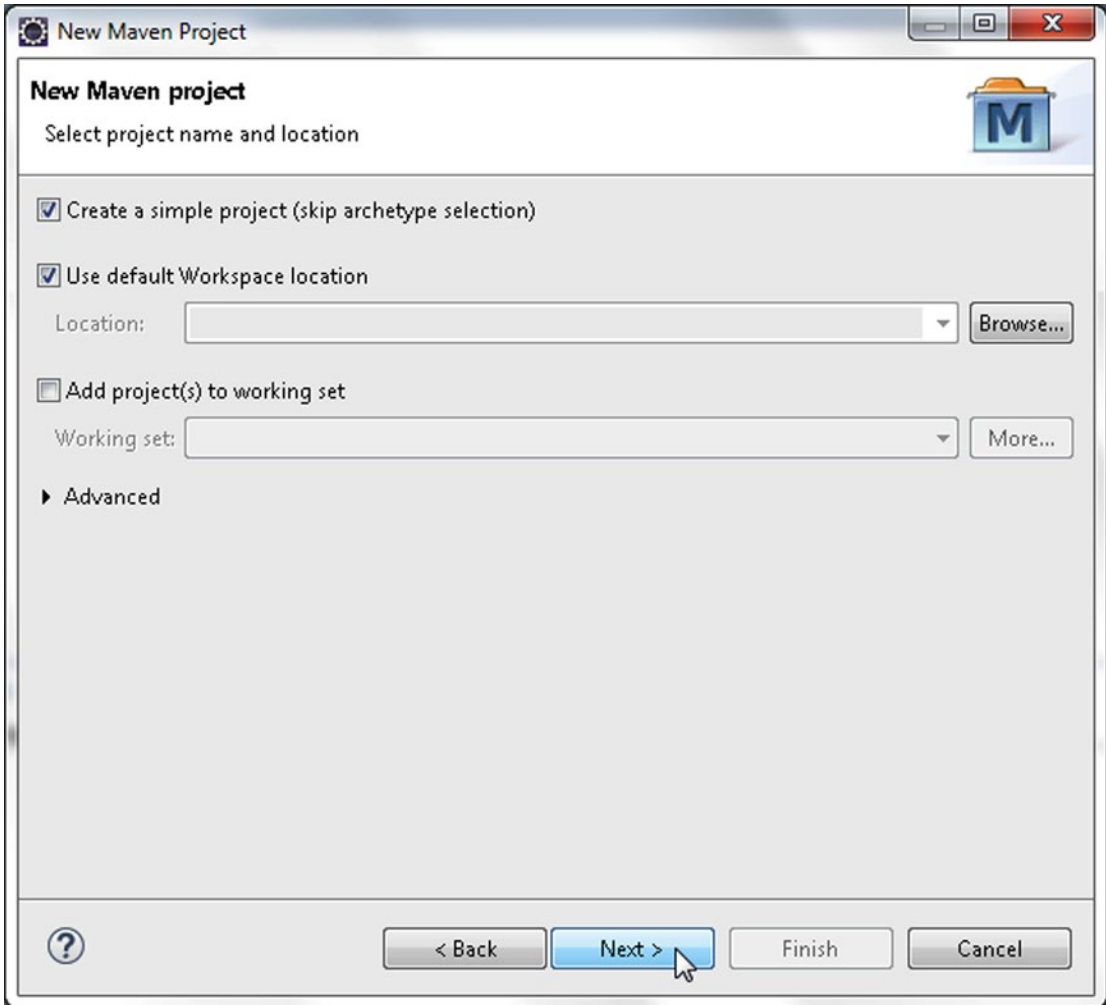 New Maven Project
New Maven project
M
Select project name and location
Create a simple project (skip archetype selection)
Use default Workspace location
Location:
Browse...
Add project(s) to working set
Working set:
More...
Advanced
?
< Back
Next >
Finish
Cancel